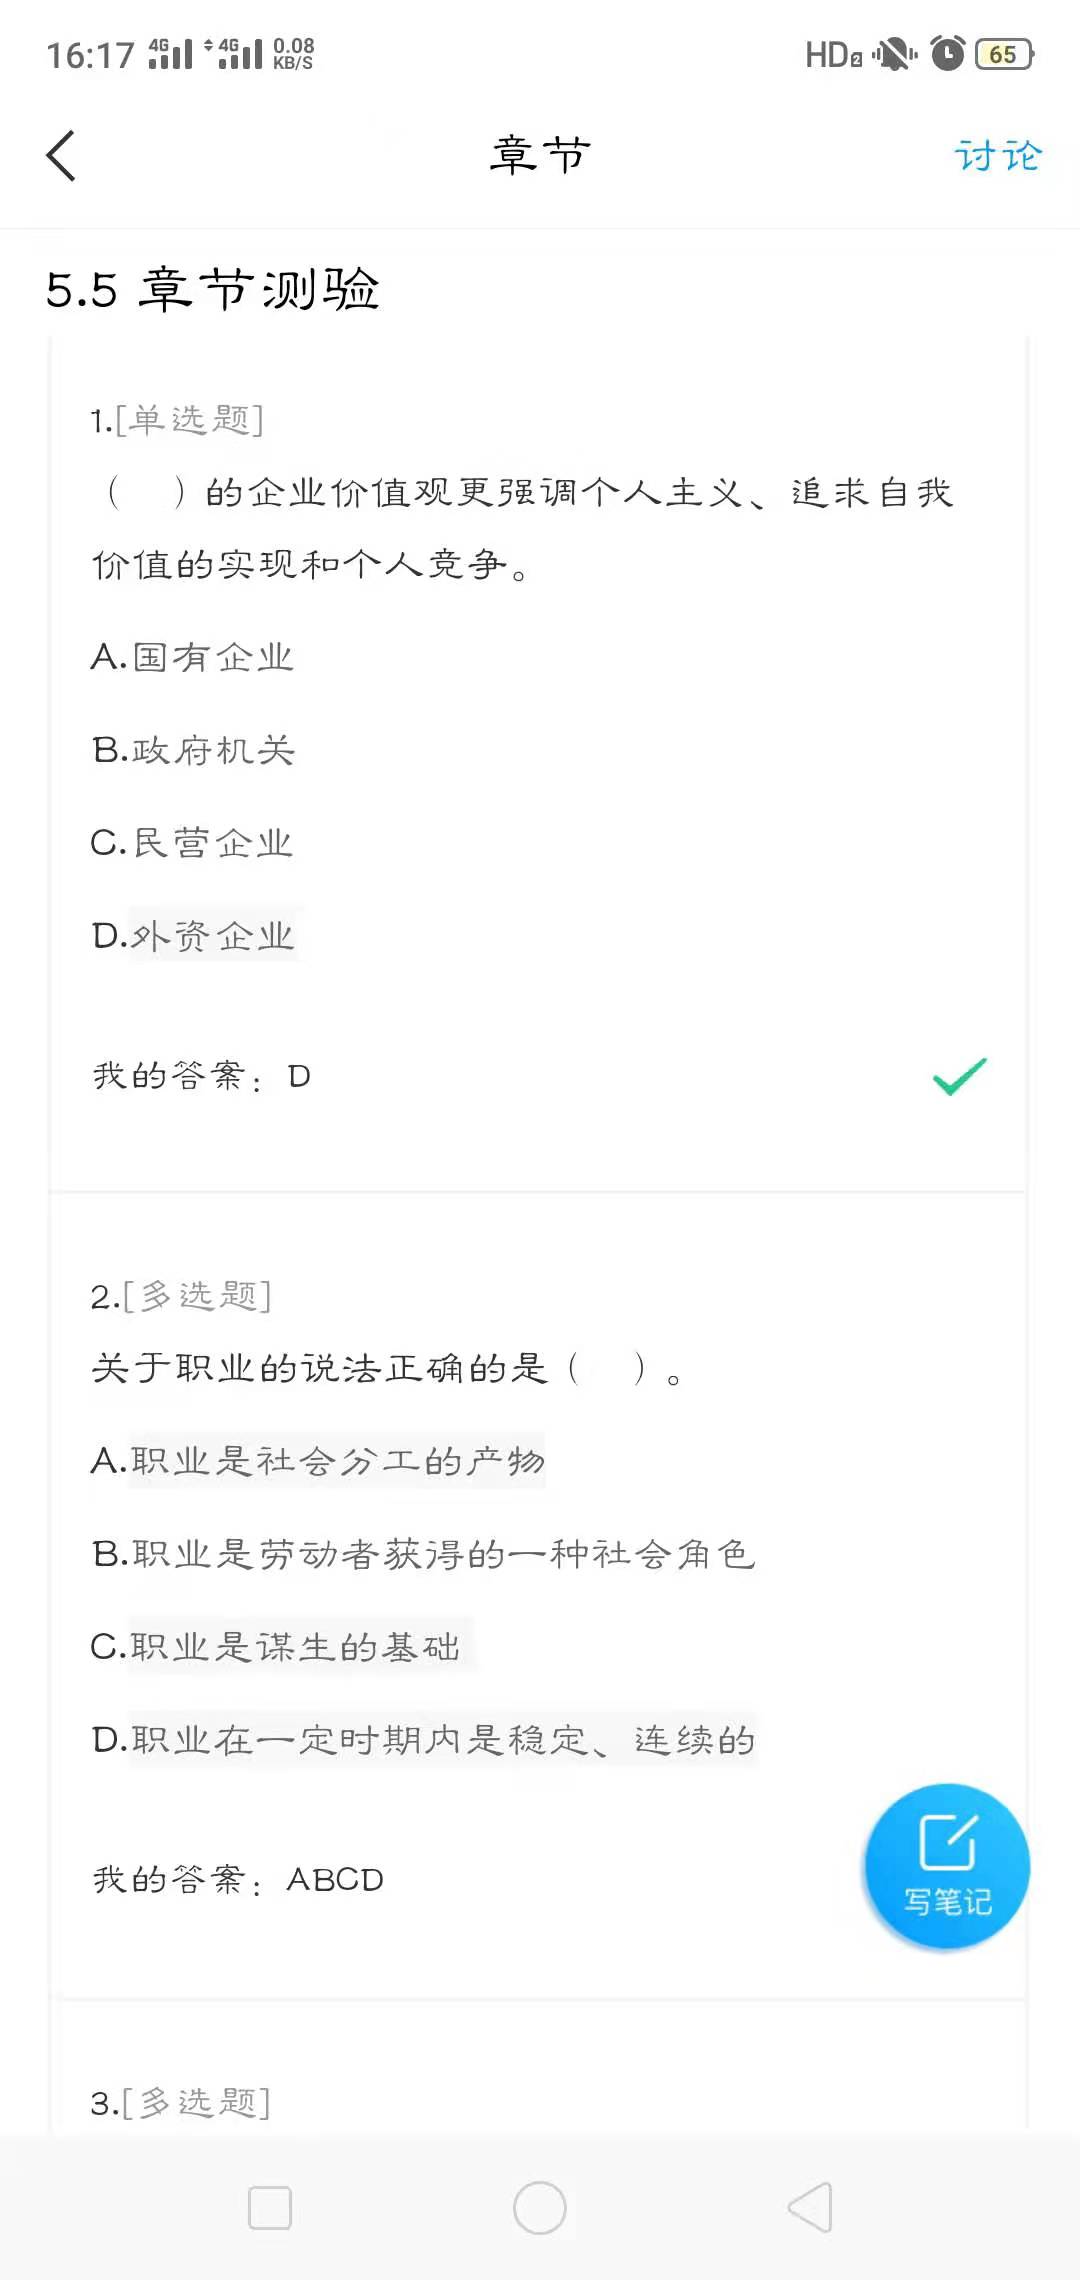 16:17 4G 4G 0.08 KB/S HD2 65
章节
讨论
5.5 章节测验
1.[单选题]
（ ）的企业价值观更强调个人主义、追求自我
价值的实现和个人竞争。
A.国有企业
B.政府机关
C.民营企业
D.外资企业
我的答案：D
2.[多选题]
关于职业的说法正确的是（ ）。
A.职业是社会分工的产物
B.职业是劳动者获得的一种社会角色
C.职业是谋生的基础
D.职业在一定时期内是稳定、连续的
我的答案：ABCD
写笔记
3.[多选题]